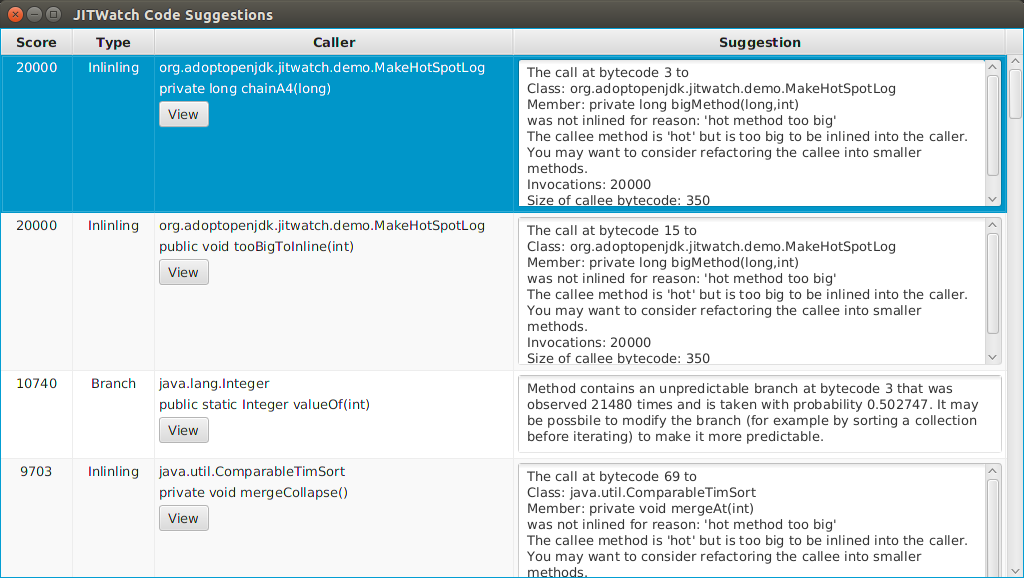 JITWatch Code Suggestions
Score Type Caller Suggestion
20000 Inlinling org.adoptopenjdk.jitwatch.demo.MakeHotSpotLog
private long chainA4(long)
View
The call at bytecode 3 to
Class: org.adoptopenjdk.jitwatch.demo.MakeHotSpotLog
Member: private long bigMethod(long,int)
was not inlined for reason: 'hot method too big'
The callee method is 'hot' but is too big to be inlined into the caller.
You may want to consider refactoring the callee into smaller
methods.
Invocations: 20000
Size of callee bytecode: 350
20000 Inlinling org.adoptopenjdk.jitwatch.demo.MakeHotSpotLog
public void tooBigToInline(int)
View
The call at bytecode 15 to
Class: org.adoptopenjdk.jitwatch.demo.MakeHotSpotLog
Member: private long bigMethod(long,int)
was not inlined for reason: 'hot method too big'
The callee method is 'hot' but is too big to be inlined into the caller.
You may want to consider refactoring the callee into smaller
methods.
Invocations: 20000
Size of callee bytecode: 350
10740 Branch java.lang.Integer
public static Integer valueOf(int)
View
Method contains an unpredictable branch at bytecode 3 that was
observed 21480 times and is taken with probability 0.502747. It may
be possbile to modify the branch (for example by sorting a collection
before iterating) to make it more predictable.
9703 Inlinling java.util.ComparableTimSort
private void mergeCollapse()
View
The call at bytecode 69 to
Class: java.util.ComparableTimSort
Member: private void mergeAt(int)
was not inlined for reason: 'hot method too big'
The callee method is 'hot' but is too big to be inlined into the caller.
You may want to consider refactoring the callee into smaller
methods.